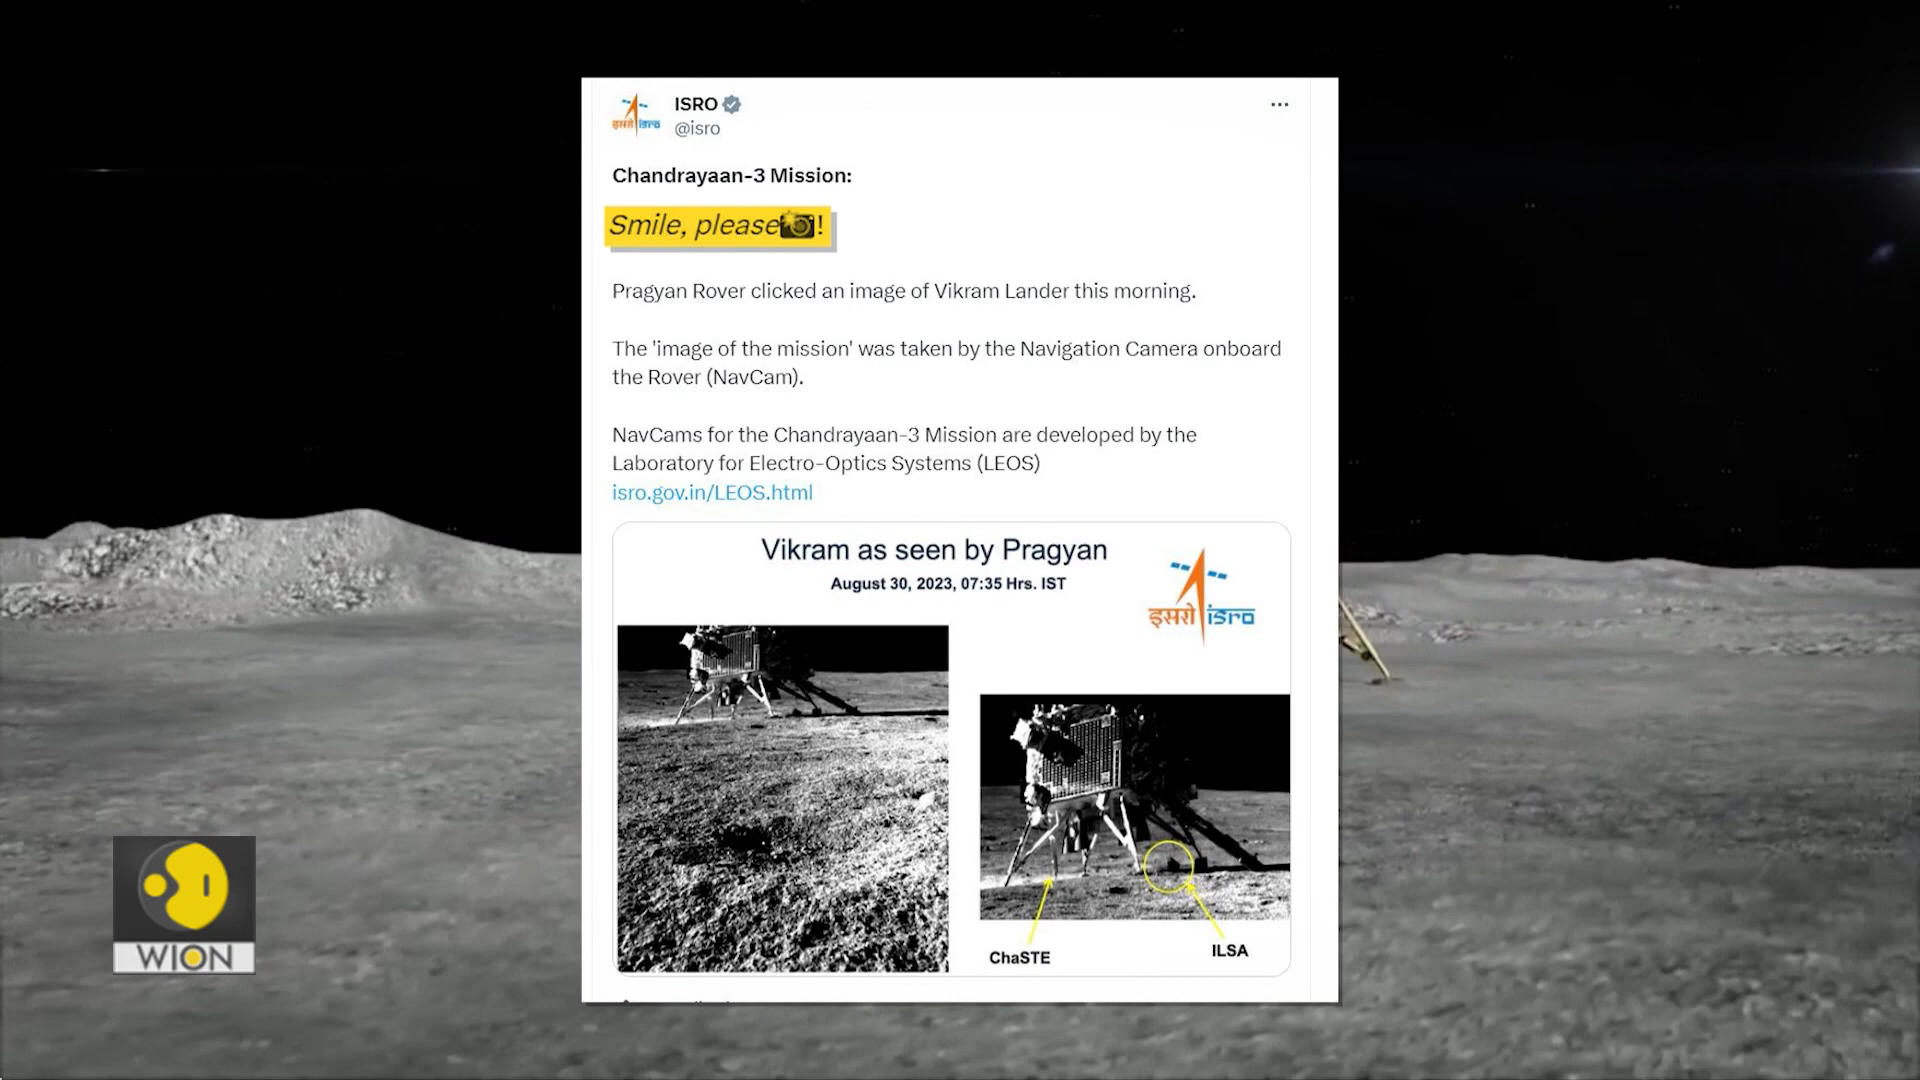 इसरो isro
ISRO
@isro
Chandrayaan-3 Mission:
Smile, please📸!
Pragyan Rover clicked an image of Vikram Lander this morning.
The 'image of the mission' was taken by the Navigation Camera onboard
the Rover (NavCam).
NavCams for the Chandrayaan-3 Mission are developed by the
Laboratory for Electro-Optics Systems (LEOS)
isro.gov.in/LEOS.html
Vikram as seen by Pragyan
August 30, 2023, 07:35 Hrs. IST
इसरो isro
ChaSTE
ILSA
WION